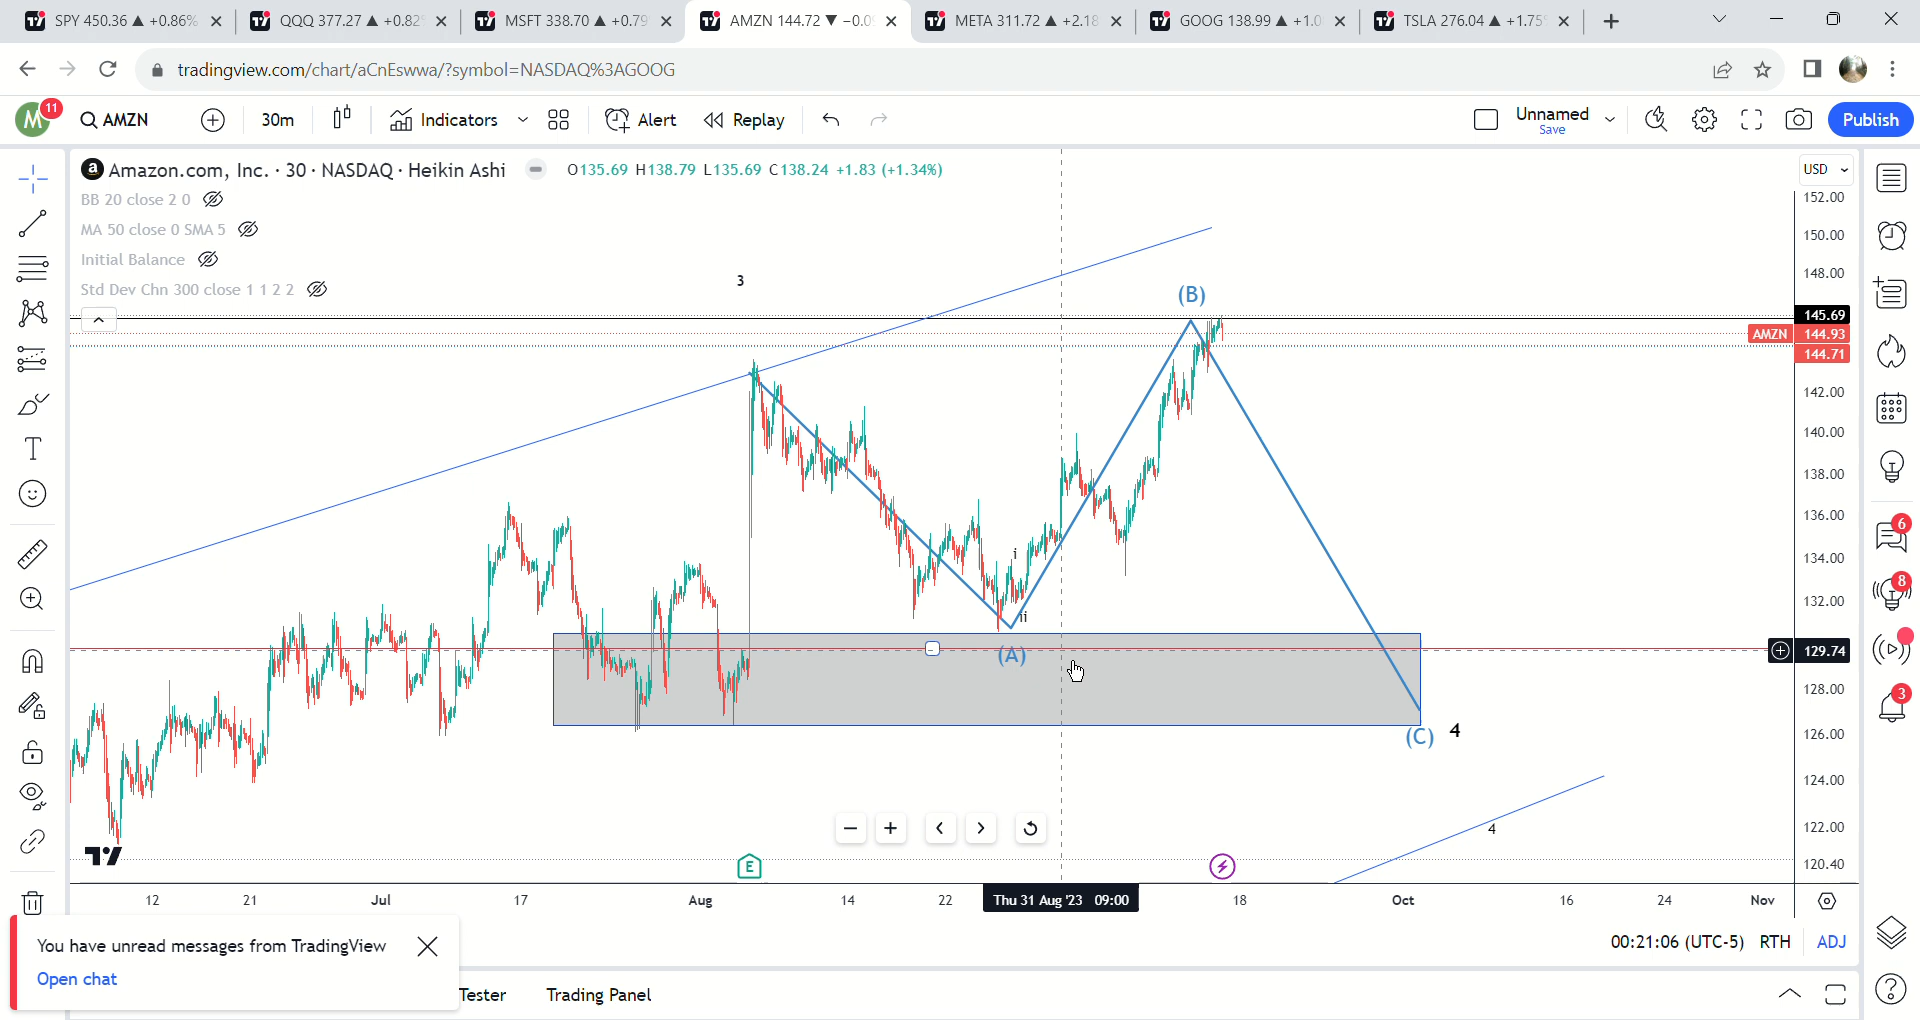 SPY 450.36 ▲ +0.86%
QQQ 377.27 ▲ +0.82
MSFT 338.70 ▲ +0.79
AMZN 144.72 ▼ −0.0
META 311.72 ▲ +2.18
GOOG 138.99 ▲ +1.0
TSLA 276.04 ▲ +1.75
tradingview.com/chart/aCnEswwa/?symbol=NASDAQ%3AGOOG
M 11 AMZN 30m Indicators Alert Replay Unnamed Publish
Save
Amazon.com, Inc. · 30 · NASDAQ · Heikin Ashi O135.69 H138.79 L135.69 C138.24 +1.83 (+1.34%)
USD
BB 20 close 2 0
MA 50 close 0 SMA 5
Initial Balance
Std Dev Chn 300 close 1 1 2 2
152.00
150.00
148.00
145.69
AMZN 144.93
144.71
142.00
140.00
138.00
136.00
134.00
132.00
129.74
128.00
126.00
124.00
122.00
120.40
3
(B)
i
ii
(A)
(C) 4
4
E
6
8
3
12 21 Jul 17 Aug 14 22 Thu 31 Aug '23 09:00 18 Oct 16 24 Nov
00:21:06 (UTC-5) RTH ADJ
You have unread messages from TradingView
Open chat
Tester Trading Panel